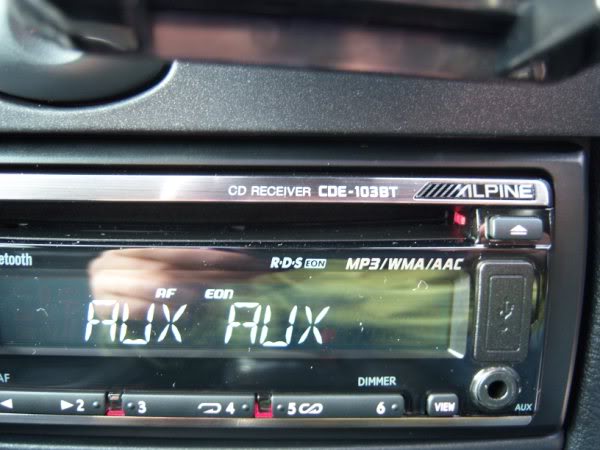 CD RECEIVER CDE-103BT ALPINE
etooth R·D·S EON MP3/WMA/AAC
AF EON
AUX AUX
AF DIMMER
2 3 4 5 6 VIEW AUX